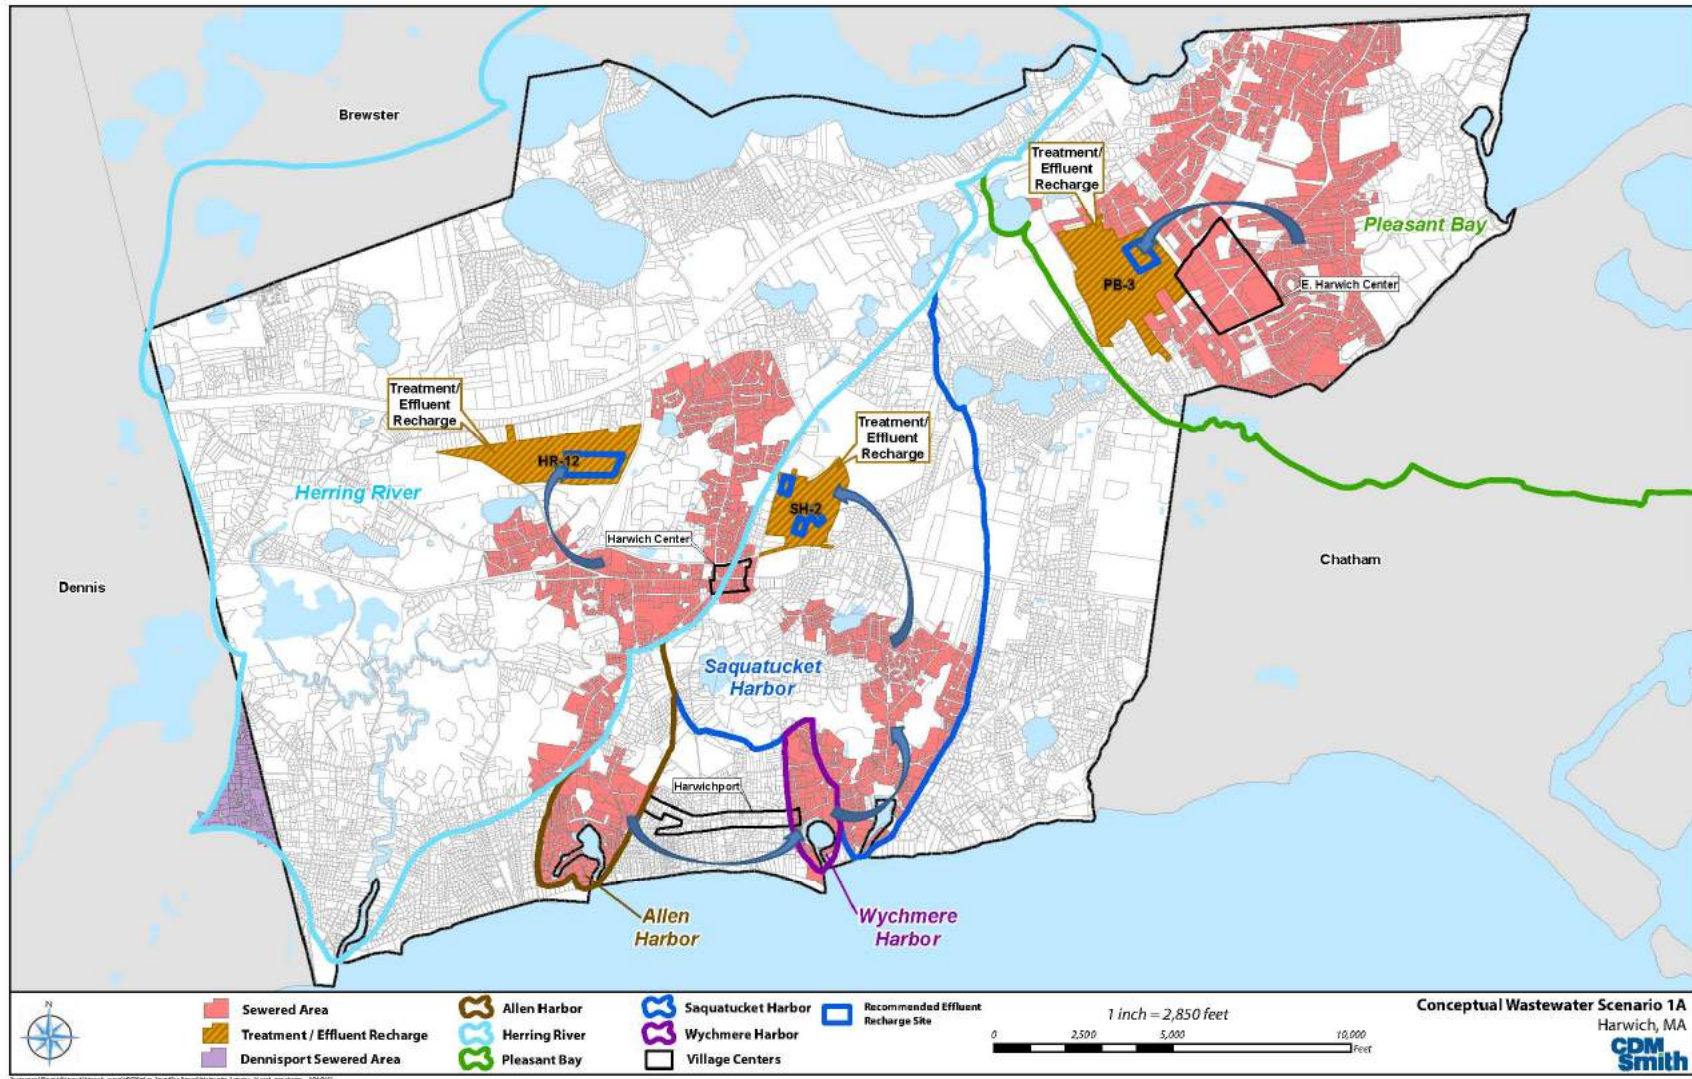 Brewster
Treatment/
Effluent
Recharge
Pleasant Bay
PB-3
E. Harwich Center
Treatment/
Effluent
Recharge
Treatment/
Effluent
Recharge
HR-12
Herring River
SH-2
Harwich Center
Dennis
Chatham
Saquatucket
Harbor
Harwichport
Allen
Harbor
Wychmere
Harbor
N
Sewered Area
Treatment / Effluent Recharge
Dennisport Sewered Area
Allen Harbor
Herring River
Pleasant Bay
Saquatucket Harbor
Wychmere Harbor
Village Centers
Recommended Effluent
Recharge Site
1 inch = 2,850 feet
0 2,500 5,000 10,000
Feet
Conceptual Wastewater Scenario 1A
Harwich, MA
CDM
Smith